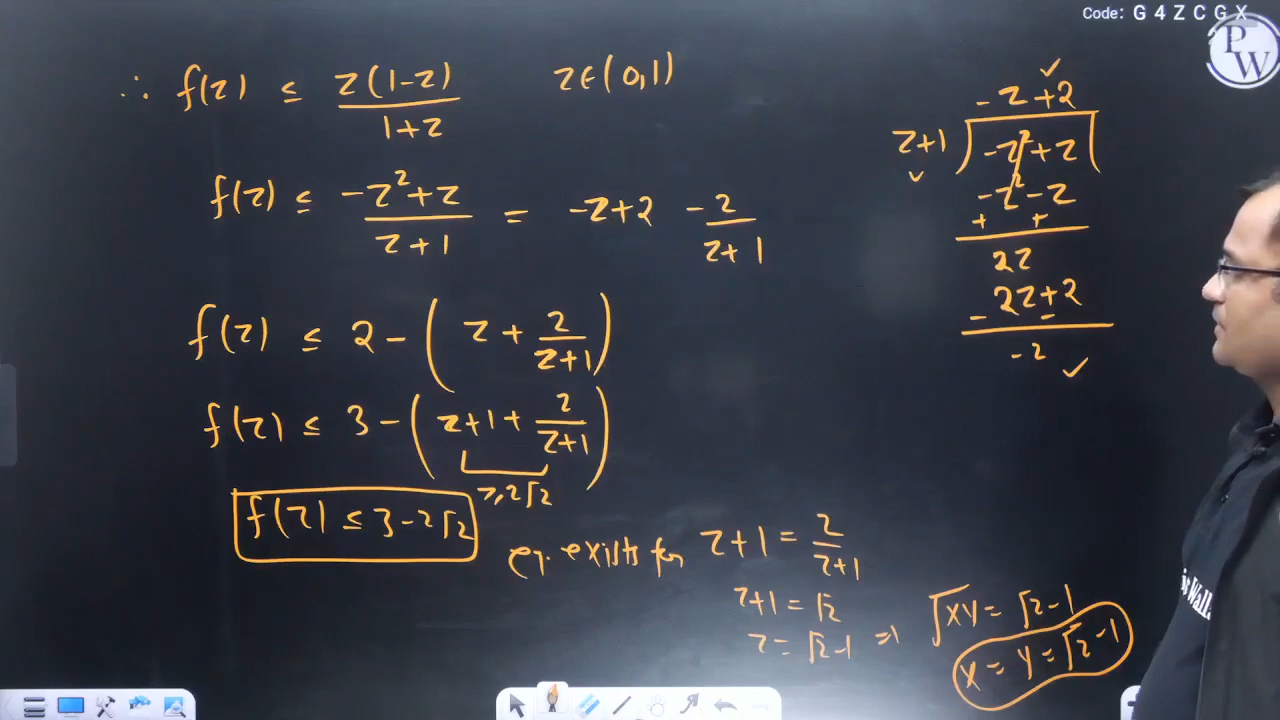 Code: G 4 Z C G X
PW
∴ f(z) ≤ z(1-z)/1+z z∈(0,1)
f(z) ≤ -z²+z/z+1 = -z+2 -2/z+1
f(z) ≤ 2-(z+2/z+1)
f(z) ≤ 3-(z+1+2/z+1)
≥2√2
f(z) ≤ 3-2√2
eq. exists for z+1 = 2/z+1
z+1 = √2
z = √2-1 ⇒ √xy = √2-1
x = y = √2-1
-z+2 ✓
z+1 ) -z²+z (
✓
-z²-z
+ +
2z
2z+2
- -
-2 ✓